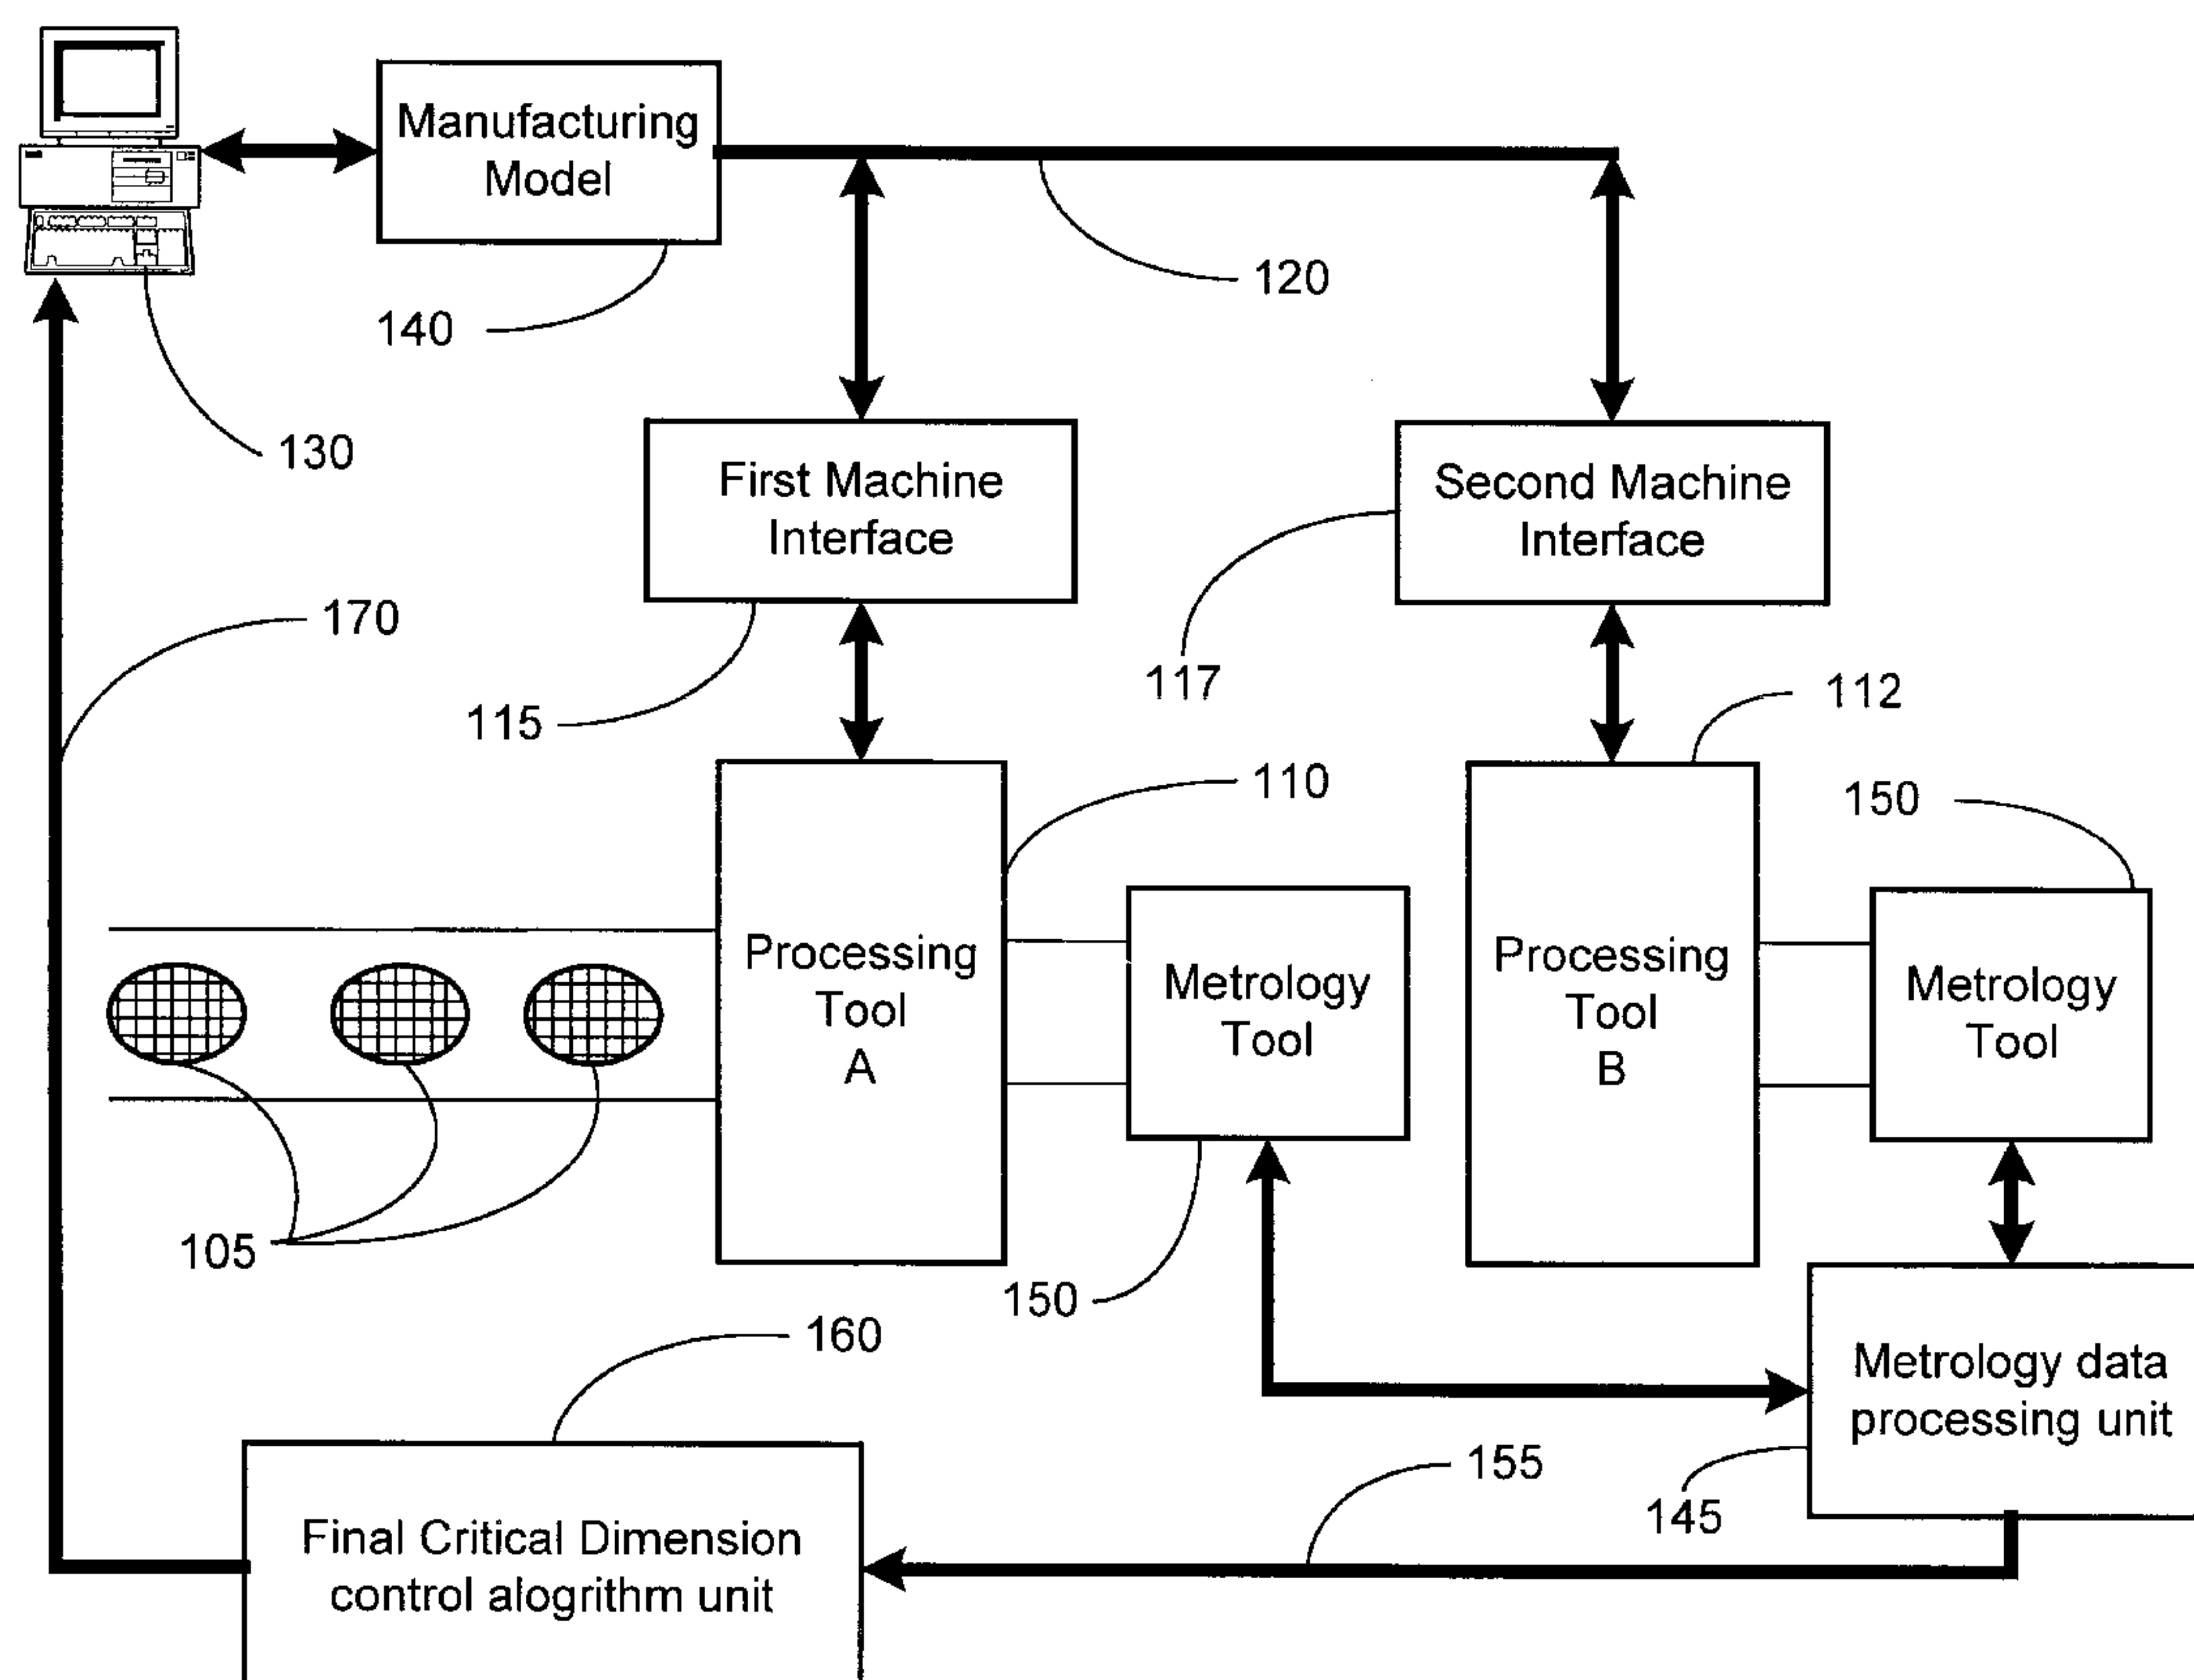 Manufacturing
Model
120
140
130
First Machine
Interface
Second Machine
Interface
170
117
115
112
110
150
Processing
Tool
A
Metrology
Tool
Processing
Tool
B
Metrology
Tool
105
150
160
Metrology data
processing unit
155
145
Final Critical Dimension
control alogrithm unit